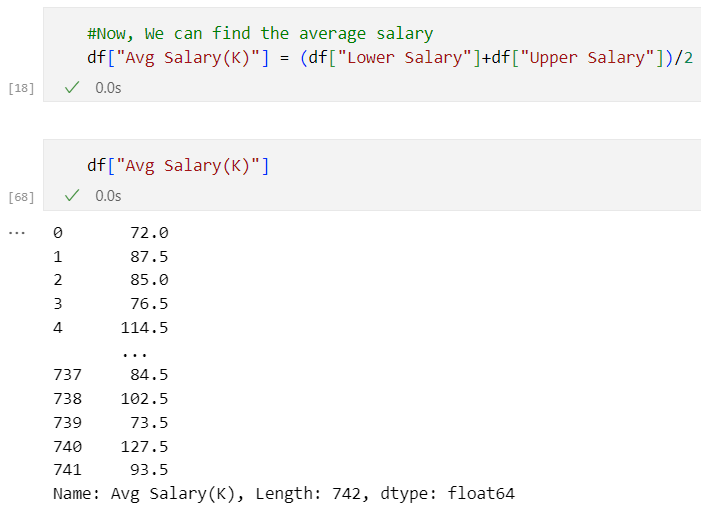 #Now, We can find the average salary
df["Avg Salary(K)"] = (df["Lower Salary"]+df["Upper Salary"])/2
[18] ✓ 0.0s
df["Avg Salary(K)"]
[68] ✓ 0.0s
... 0 72.0
1 87.5
2 85.0
3 76.5
4 114.5
...
737 84.5
738 102.5
739 73.5
740 127.5
741 93.5
Name: Avg Salary(K), Length: 742, dtype: float64